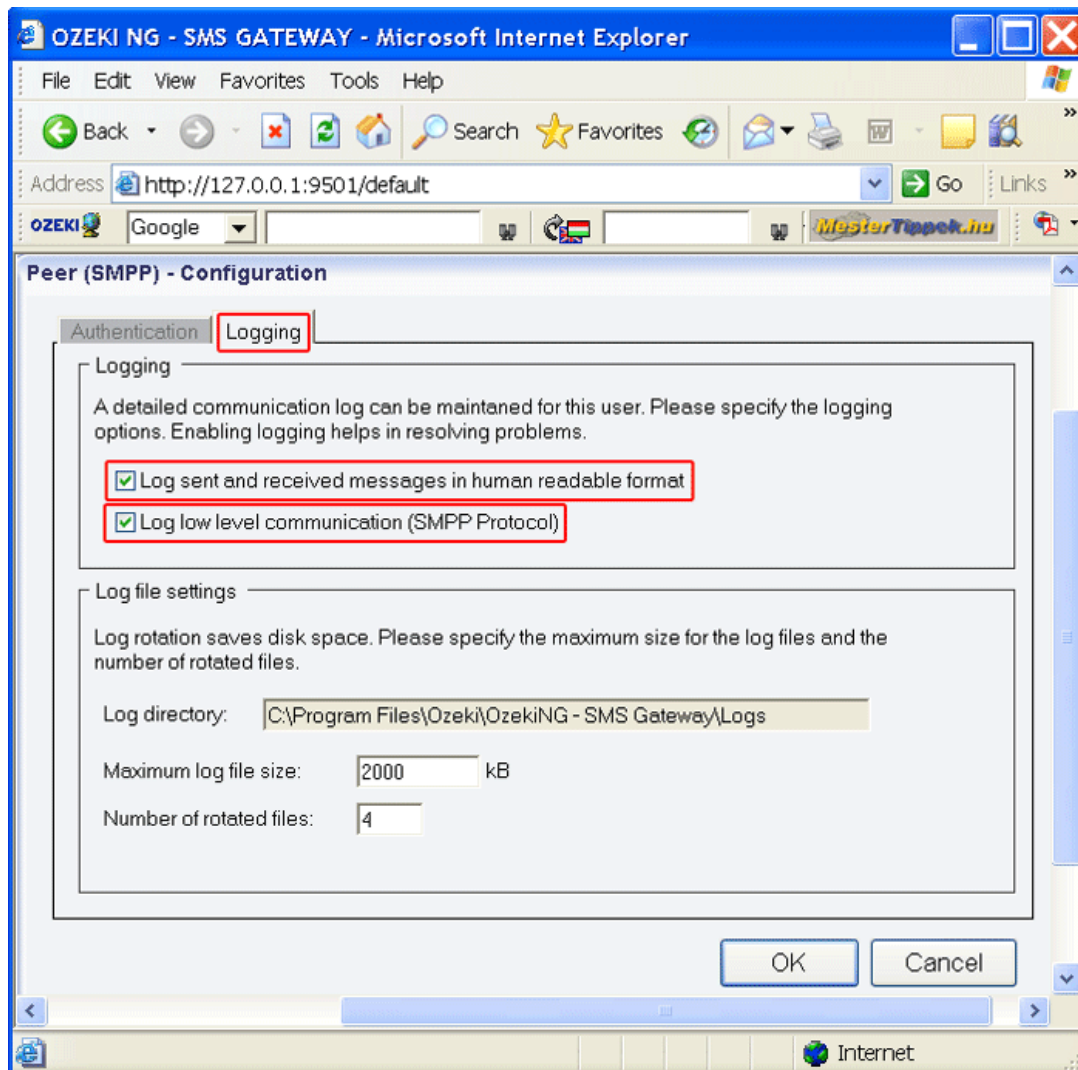 OZEKI NG - SMS GATEWAY - Microsoft Internet Explorer
File Edit View Favorites Tools Help
Back Search Favorites
Address http://127.0.0.1:9501/default Go Links
OZEKI Google MesterTippek.hu
Peer (SMPP) - Configuration
Authentication Logging
Logging
A detailed communication log can be maintaned for this user. Please specify the logging
options. Enabling logging helps in resolving problems.
Log sent and received messages in human readable format
Log low level communication (SMPP Protocol)
Log file settings
Log rotation saves disk space. Please specify the maximum size for the log files and the
number of rotated files.
Log directory: C:\Program Files\Ozeki\OzekiNG - SMS Gateway\Logs
Maximum log file size: 2000 kB
Number of rotated files: 4
OK Cancel
Internet